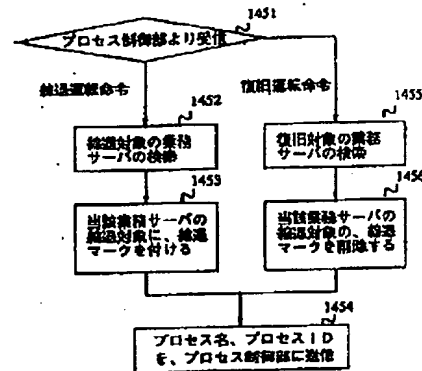 1451
プロセス制御部より受信
縮退運転命令
復旧運転命令
1452
縮退対象の業務
サーバの検索
1455
復旧対象の業務
サーバの検索
1453
当該業務サーバの
縮退対象に、縮退
マークを付ける
1456
当該業務サーバの
縮退対象の、縮退
マークを削除する
1454
プロセス名、プロセスID
を、プロセス制御部に送信